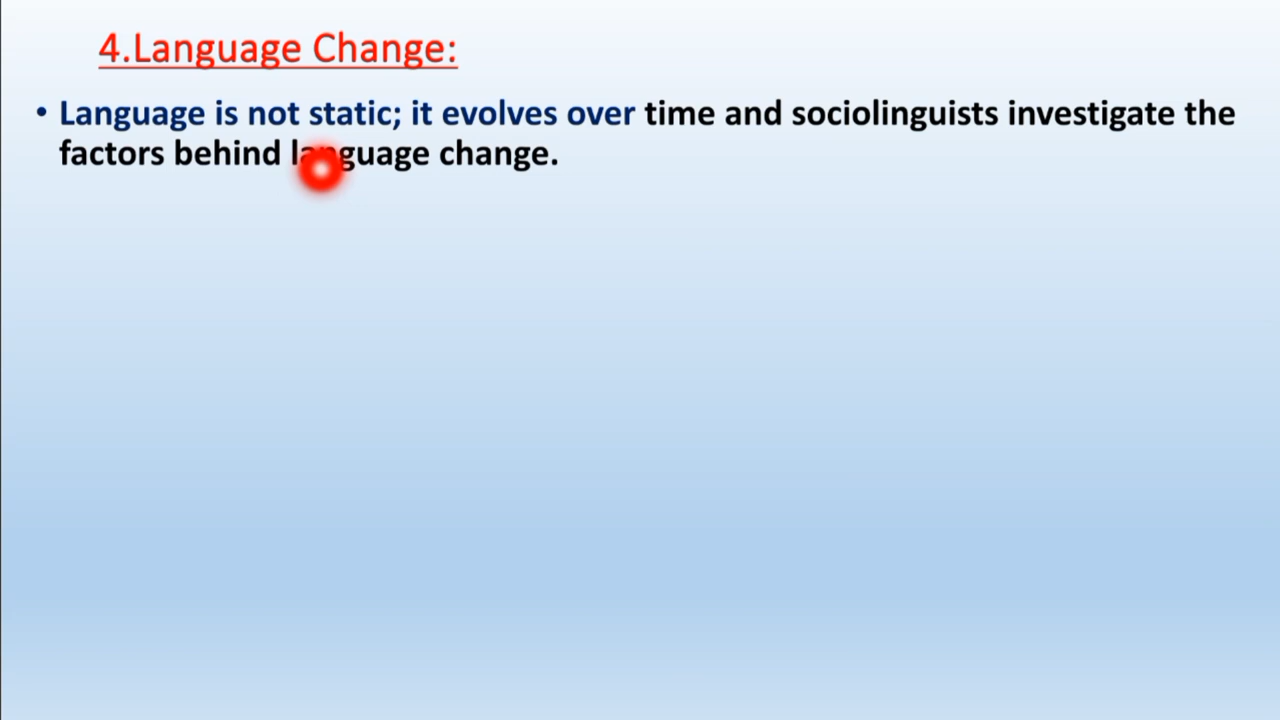 4.Language Change:
• Language is not static; it evolves over time and sociolinguists investigate the
factors behind language change.